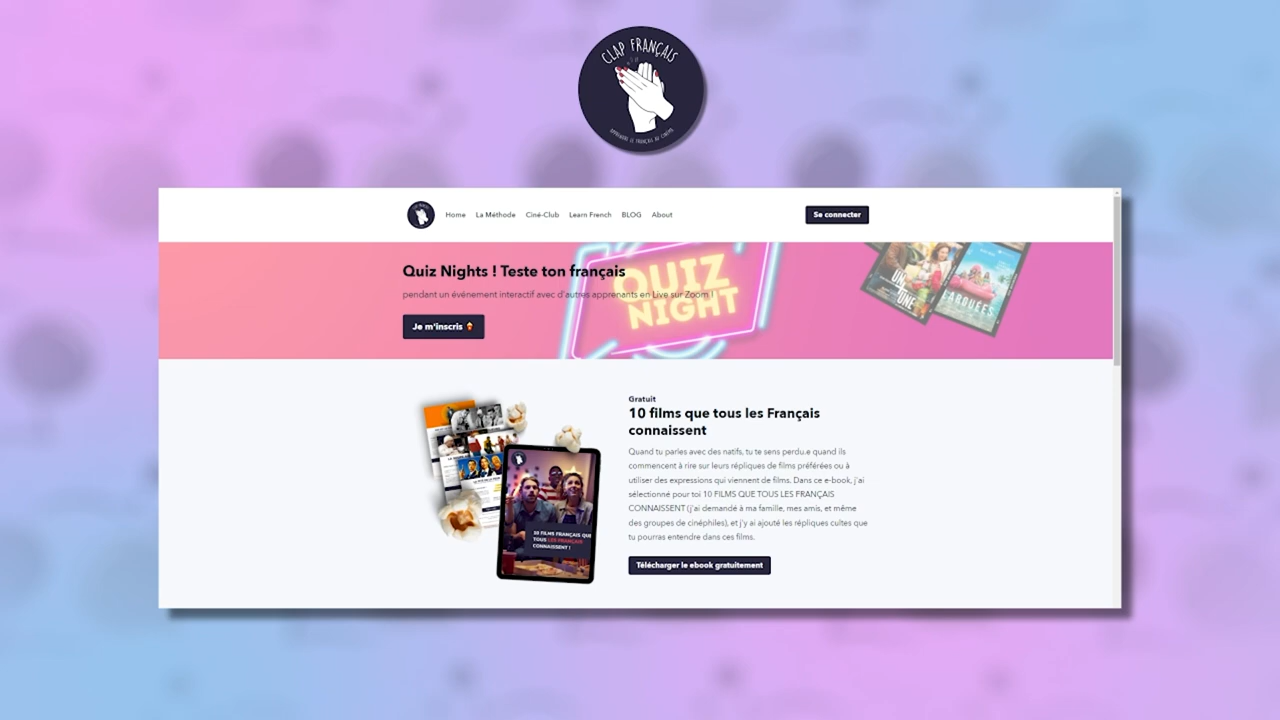 CLAP FRANÇAIS
APPRENDRE LE FRANÇAIS AU CINÉMA
Home La Méthode Ciné-Club Learn French BLOG About
Se connecter
Quiz Nights ! Teste ton français
pendant un événement interactif avec d'autres apprenants en Live sur Zoom !
Je m'inscris
QUIZ
NIGHT
Gratuit
10 films que tous les Français
connaissent
Quand tu parles avec des natifs, tu te sens perdu.e quand ils
commencent à rire sur leurs répliques de films préférées ou à
utiliser des expressions qui viennent de films. Dans ce e-book, j'ai
sélectionné pour toi 10 FILMS QUE TOUS LES FRANÇAIS
CONNAISSENT (j'ai demandé à ma famille, mes amis, et même
des groupes de cinéphiles), et j'y ai ajouté les répliques cultes que
tu pourras entendre dans ces films.
Télécharger le ebook gratuitement
10 FILMS FRANÇAIS QUE
TOUS LES FRANÇAIS
CONNAISSENT !